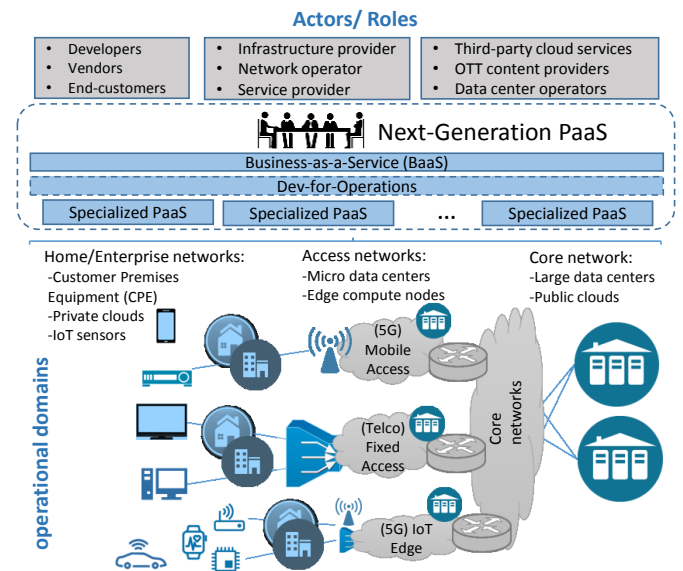 Actors/ Roles
• Developers
• Vendors
• End-customers
• Infrastructure provider
• Network operator
• Service provider
• Third-party cloud services
• OTT content providers
• Data center operators
Next-Generation PaaS
Business-as-a-Service (BaaS)
Dev-for-Operations
Specialized PaaS
Specialized PaaS
...
Specialized PaaS
Home/Enterprise networks:
-Customer Premises
Equipment (CPE)
-Private clouds
-IoT sensors
Access networks:
-Micro data centers
-Edge compute nodes
Core network:
-Large data centers
-Public clouds
operational domains
(5G)
Mobile
Access
(Telco)
Fixed
Access
(5G) IoT
Edge
Core
networks